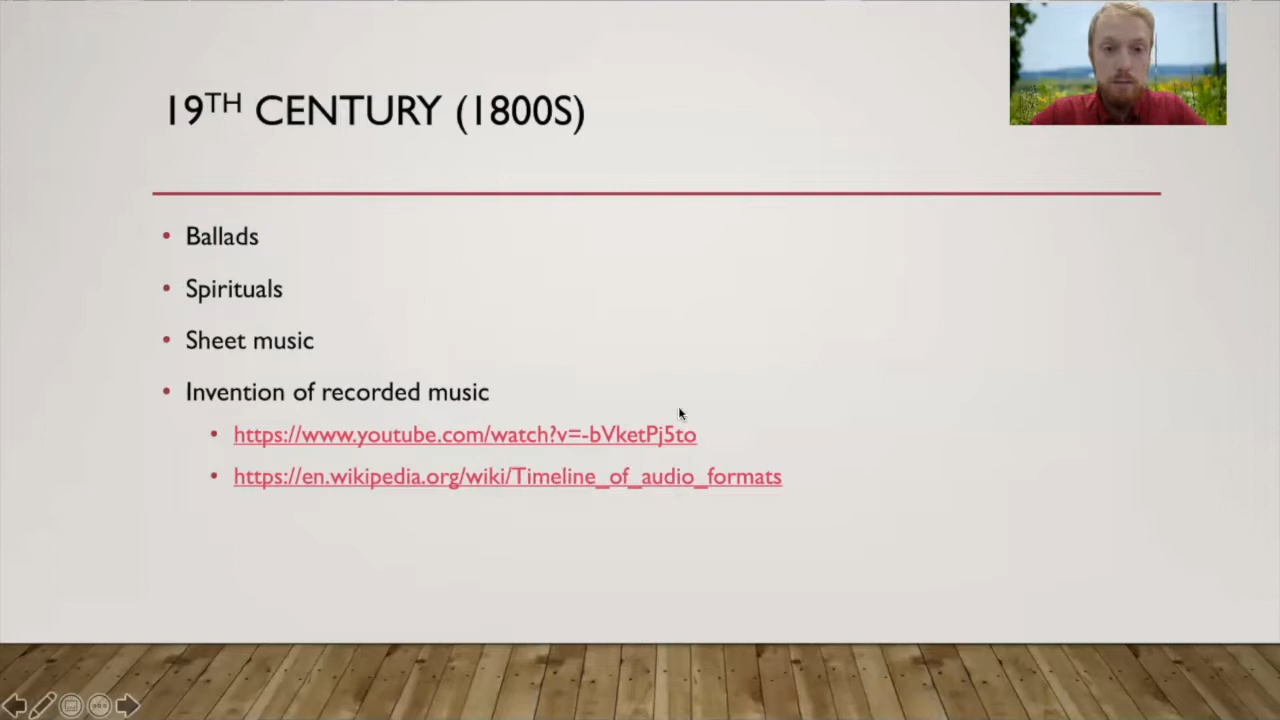 19TH CENTURY (1800S)
Ballads
Spirituals
Sheet music
Invention of recorded music
https://www.youtube.com/watch?v=-bVketPj5to
https://en.wikipedia.org/wiki/Timeline_of_audio_formats